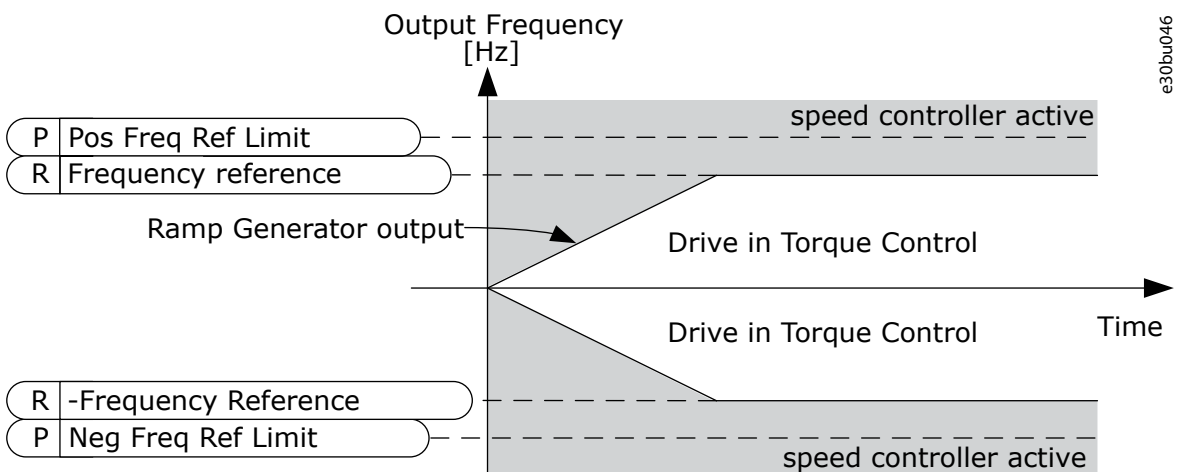 Output Frequency
[Hz]
e30bu046
speed controller active
P Pos Freq Ref Limit
R Frequency reference
Ramp Generator output
Drive in Torque Control
Time
Drive in Torque Control
R -Frequency Reference
P Neg Freq Ref Limit
speed controller active